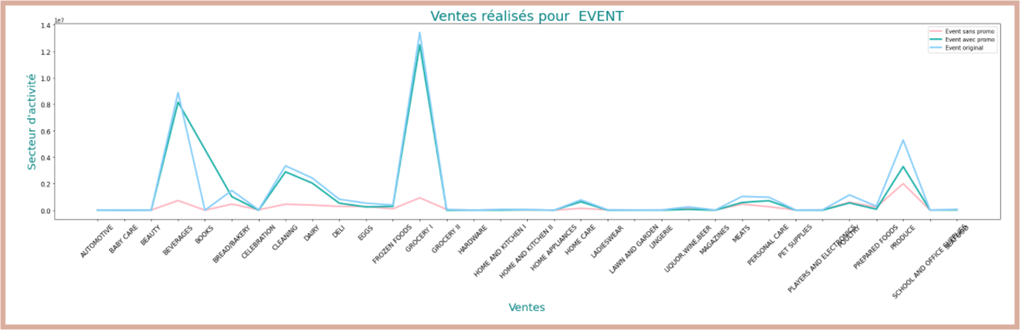 Ventes réalisés pour EVENT
1e7
Event sans promo
Event avec promo
Event original
Secteur d'activité
1.4
1.2
1.0
0.8
0.6
0.4
0.2
0.0
AUTOMOTIVE
BABY CARE
BEAUTY
BEVERAGES
BOOKS
BREAD/BAKERY
CELEBRATION
CLEANING
DAIRY
DELI
EGGS
FROZEN FOODS
GROCERY I
GROCERY II
HARDWARE
HOME AND KITCHEN I
HOME AND KITCHEN II
HOME APPLIANCES
HOME CARE
LADIESWEAR
LAWN AND GARDEN
LINGERIE
LIQUOR,WINE,BEER
MAGAZINES
MEATS
PERSONAL CARE
PET SUPPLIES
PLAYERS AND ELECTRONICS
POULTRY
PREPARED FOODS
PRODUCE
SCHOOL AND OFFICE SUPPLIES
Ventes